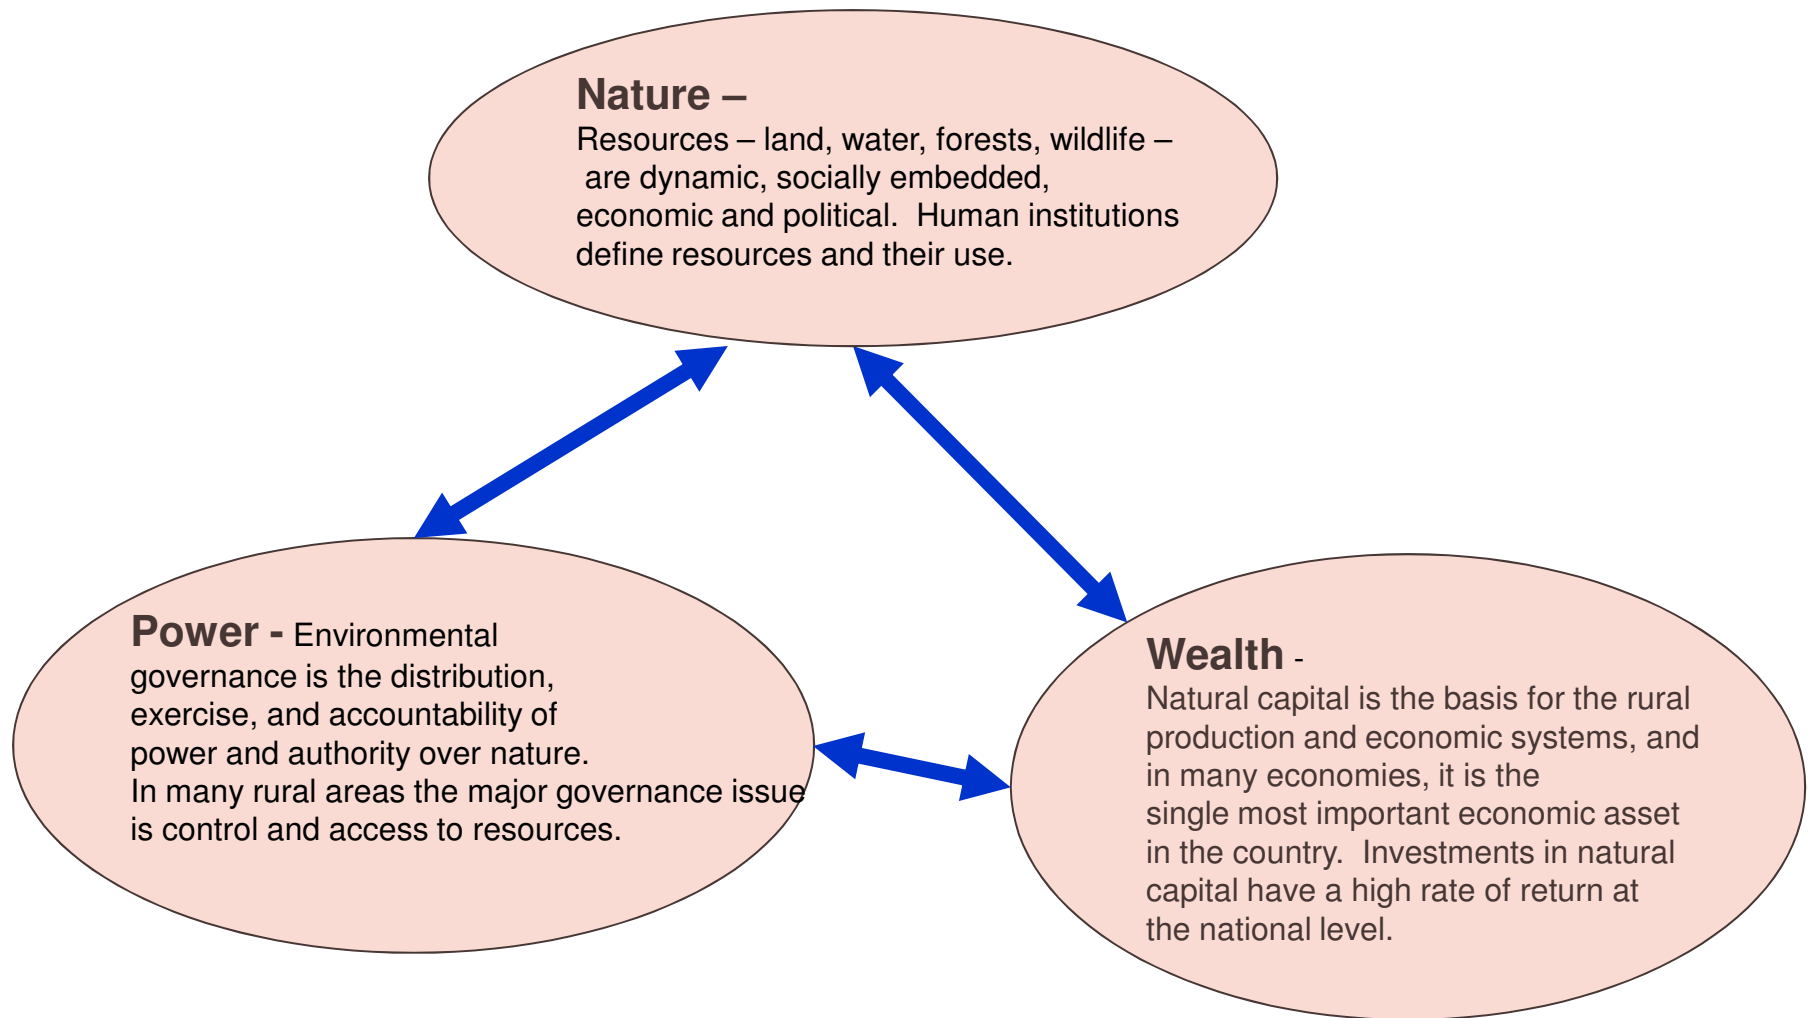 Nature –
Resources – land, water, forests, wildlife –
are dynamic, socially embedded,
economic and political.  Human institutions
define resources and their use.
Power - Environmental
governance is the distribution,
exercise, and accountability of
power and authority over nature.
In many rural areas the major governance issue
is control and access to resources.
Wealth -
Natural capital is the basis for the rural
production and economic systems, and
in many economies, it is the
single most important economic asset
in the country.  Investments in natural
capital have a high rate of return at
the national level.